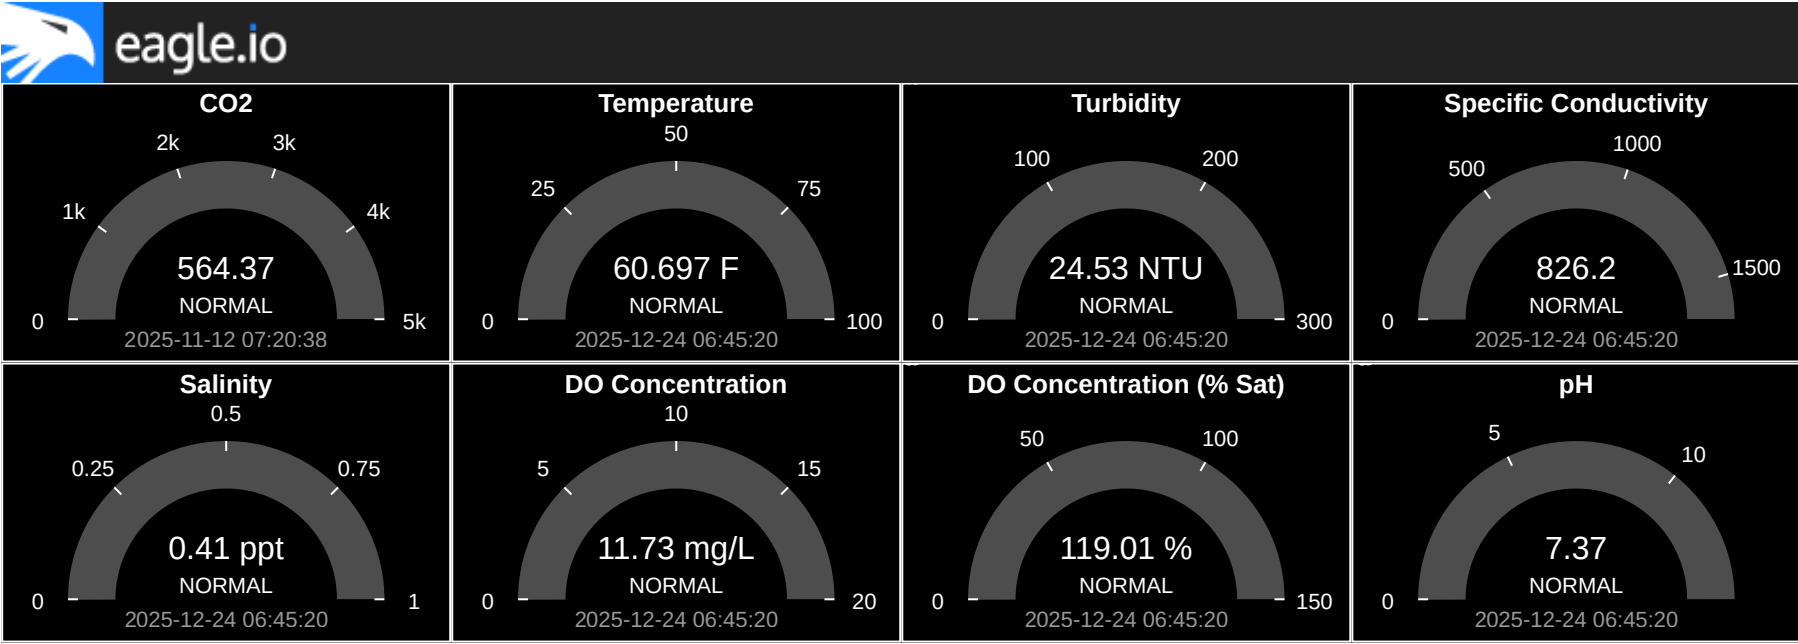 eagle.io
CO2
2k
3k
1k
4k
564.37
NORMAL
0
5k
2025-11-12 07:20:38
Temperature
50
25
75
60.697 F
NORMAL
0
100
2025-12-24 06:45:20
Turbidity
100
200
24.53 NTU
NORMAL
0
300
2025-12-24 06:45:20
Specific Conductivity
1000
500
826.2
1500
NORMAL
0
2025-12-24 06:45:20
Salinity
0.5
0.25
0.75
0.41 ppt
NORMAL
0
1
2025-12-24 06:45:20
DO Concentration
10
5
15
11.73 mg/L
NORMAL
0
20
2025-12-24 06:45:20
DO Concentration (% Sat)
50
100
119.01 %
NORMAL
0
150
2025-12-24 06:45:20
pH
5
10
7.37
NORMAL
0
2025-12-24 06:45:20